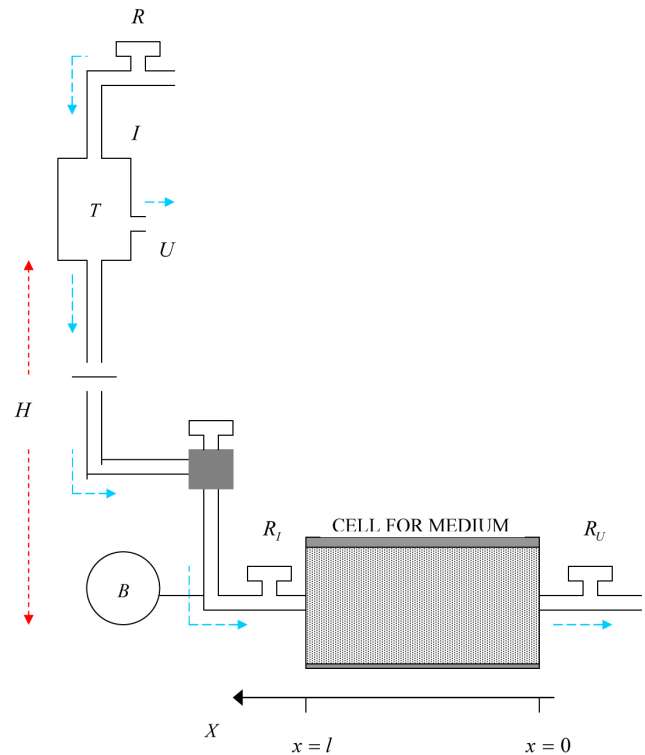 R
I
T
U
H
R_I
CELL FOR MEDIUM
R_U
B
X
x = l
x = 0